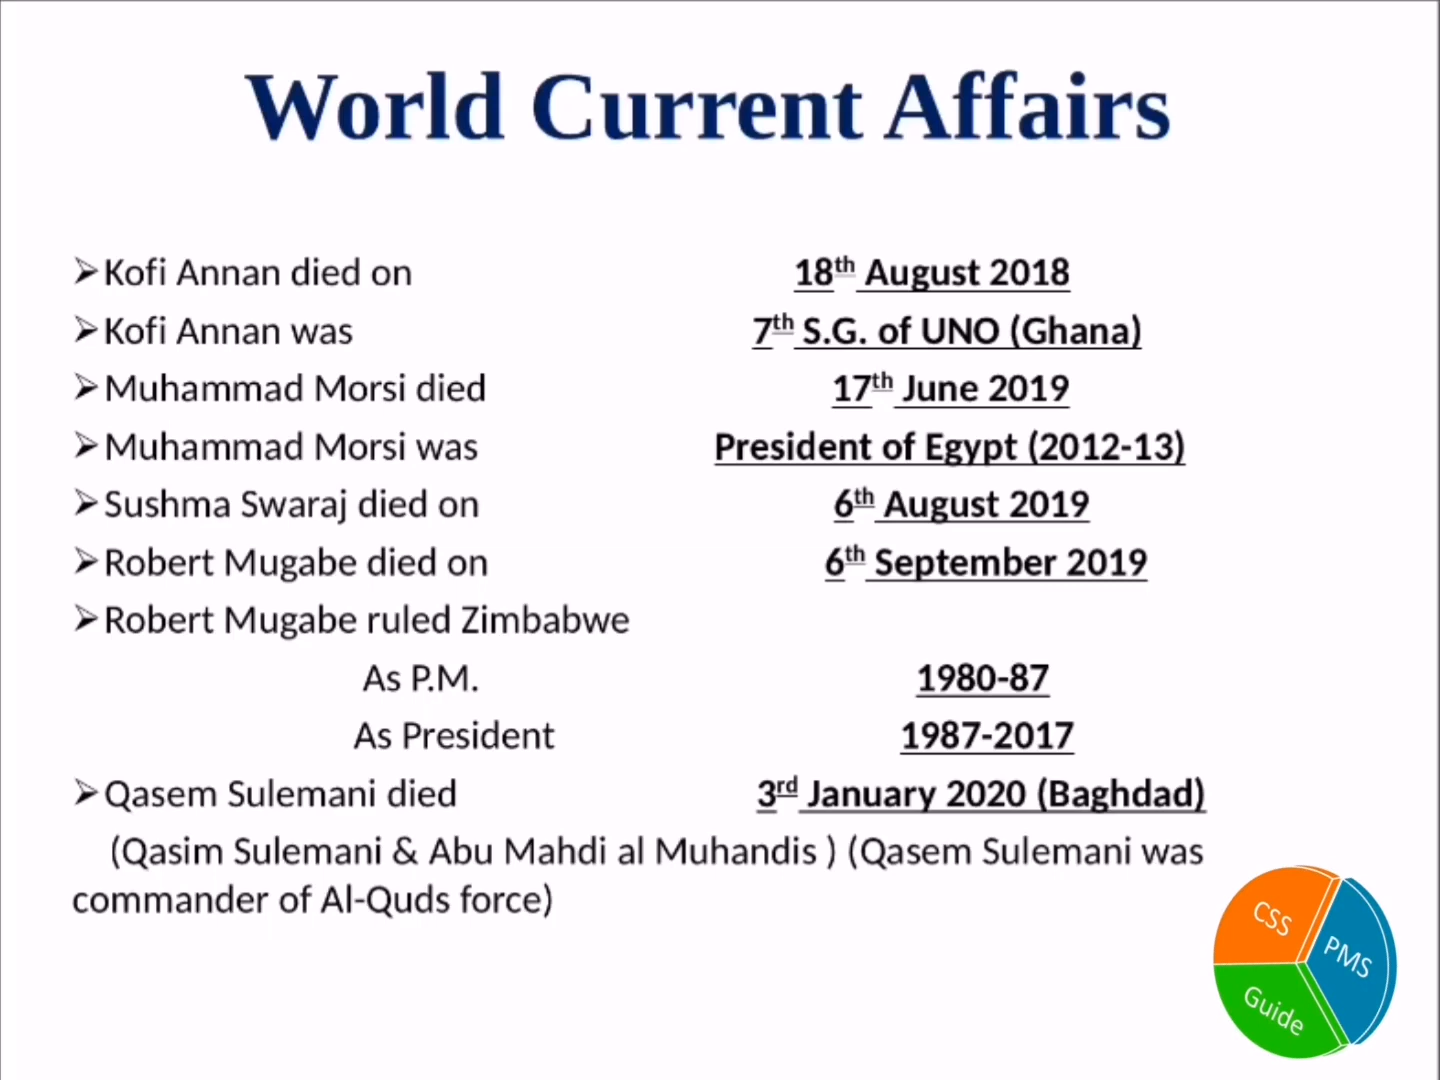 World Current Affairs
➢Kofi Annan died on 18th August 2018
➢Kofi Annan was 7th S.G. of UNO (Ghana)
➢Muhammad Morsi died 17th June 2019
➢Muhammad Morsi was President of Egypt (2012-13)
➢Sushma Swaraj died on 6th August 2019
➢Robert Mugabe died on 6th September 2019
➢Robert Mugabe ruled Zimbabwe
As P.M. 1980-87
As President 1987-2017
➢Qasem Sulemani died 3rd January 2020 (Baghdad)
(Qasim Sulemani & Abu Mahdi al Muhandis ) (Qasem Sulemani was
commander of Al-Quds force)
CSS
PMS
Guide